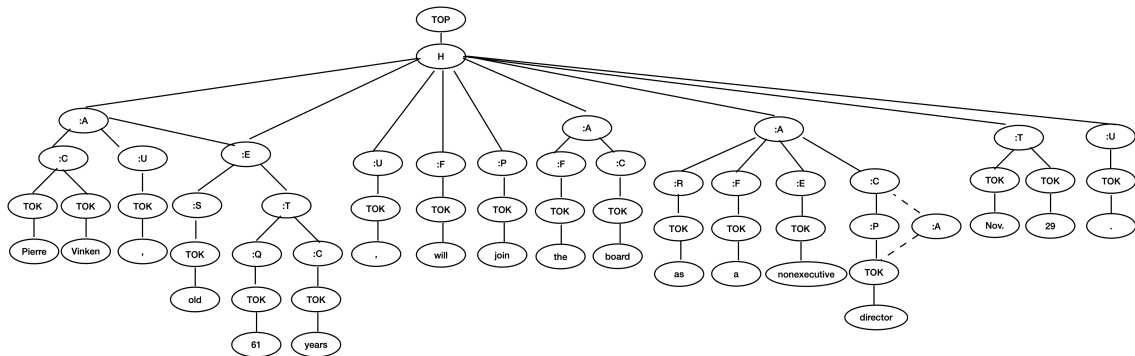 TOP
H
:A :E :U :F :P :A :A :T :U
:C :U :F :C
:R :F :E :C
TOK TOK TOK :S :T TOK TOK TOK TOK TOK TOK TOK TOK TOK
Pierre Vinken , TOK :Q :C , will join the board TOK TOK TOK :P :A Nov. 29 .
old TOK TOK as a nonexecutive TOK
61 years director